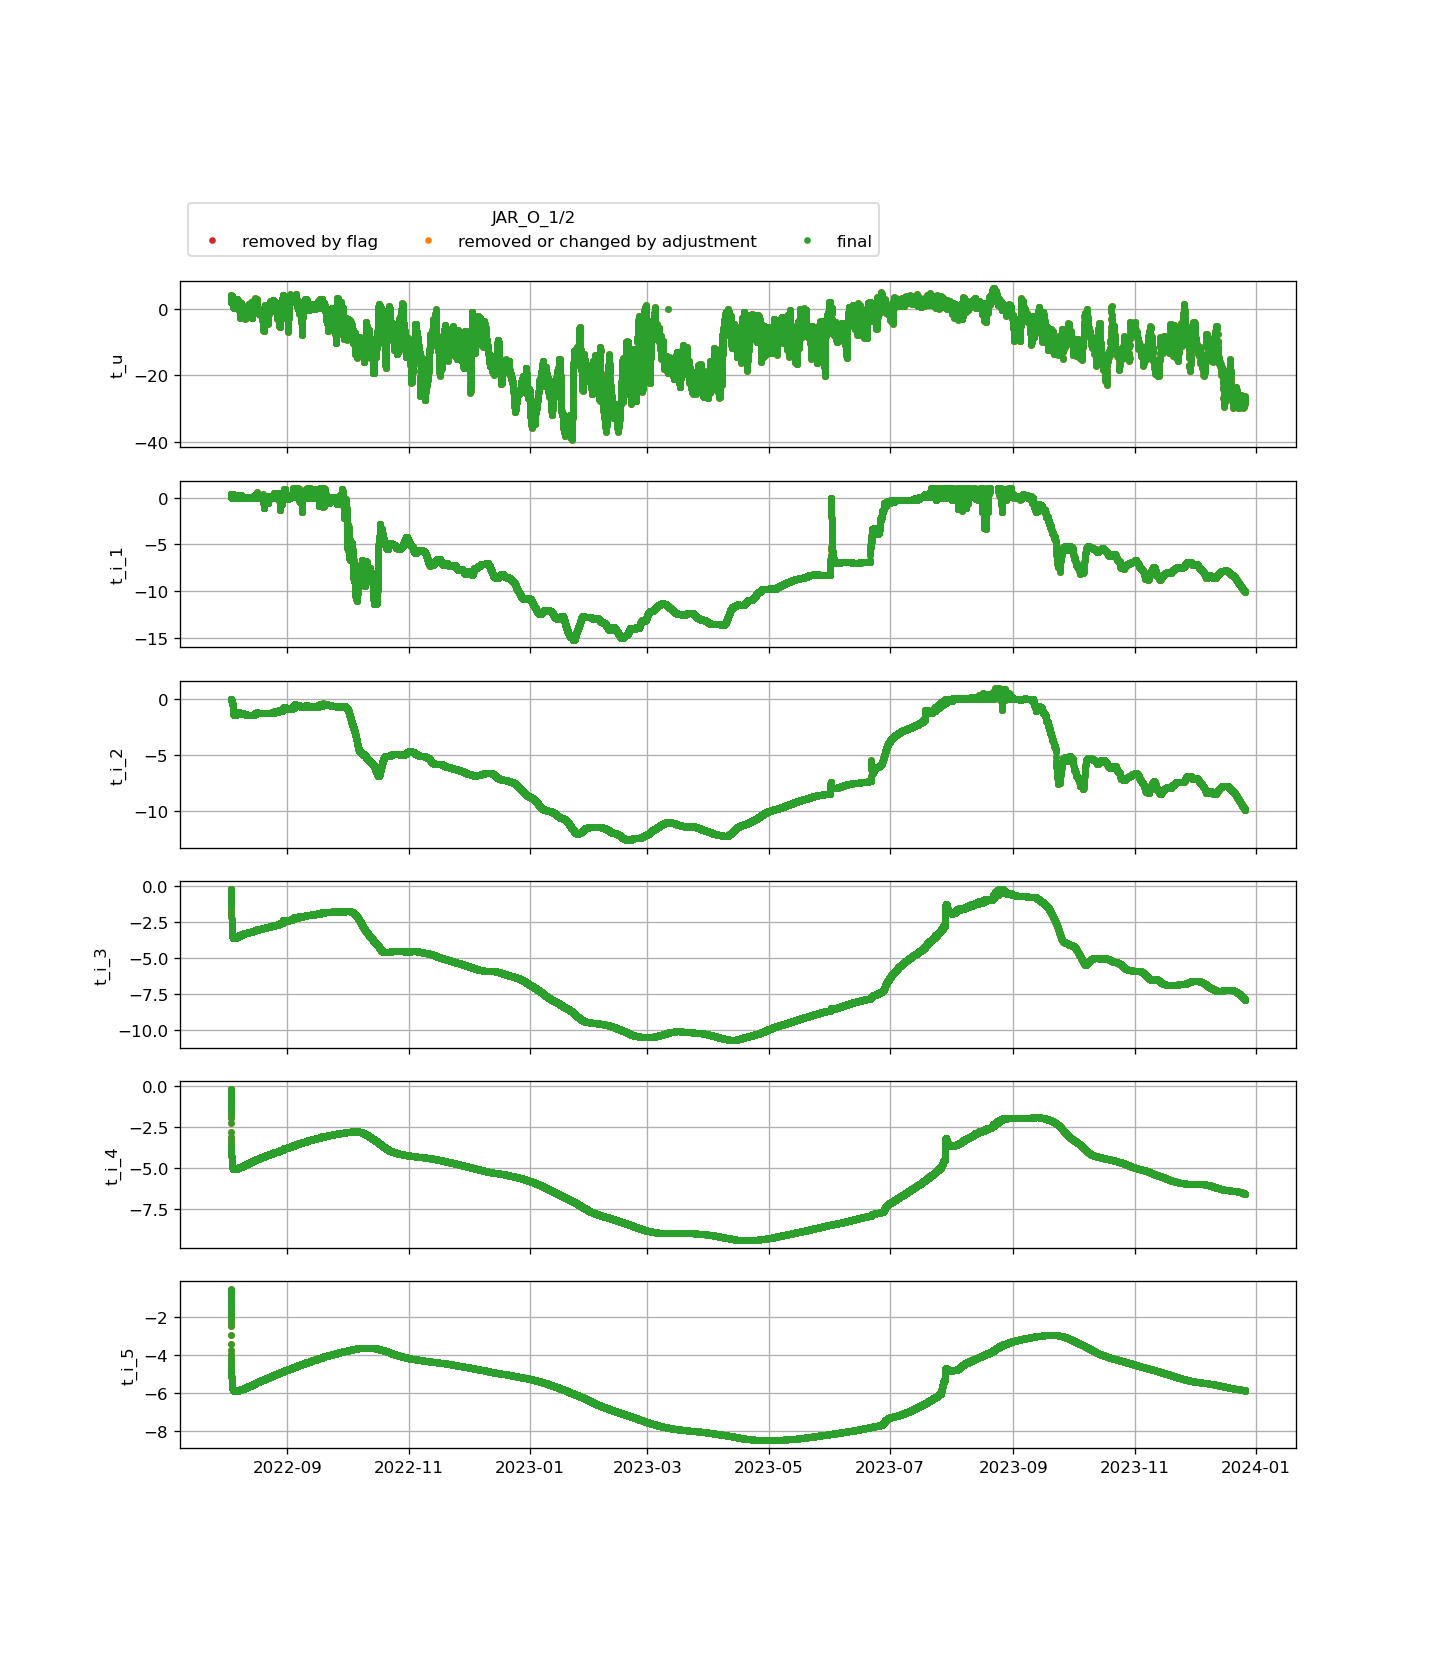 JAR_O_1/2
removed by flag removed or changed by adjustment final
0
−20
−40
t_u
0
−5
−10
−15
t_i_1
0
−5
−10
t_i_2
0.0
−2.5
−5.0
−7.5
−10.0
t_i_3
0.0
−2.5
−5.0
−7.5
t_i_4
−2
−4
−6
−8
t_i_5
2022-09 2022-11 2023-01 2023-03 2023-05 2023-07 2023-09 2023-11 2024-01